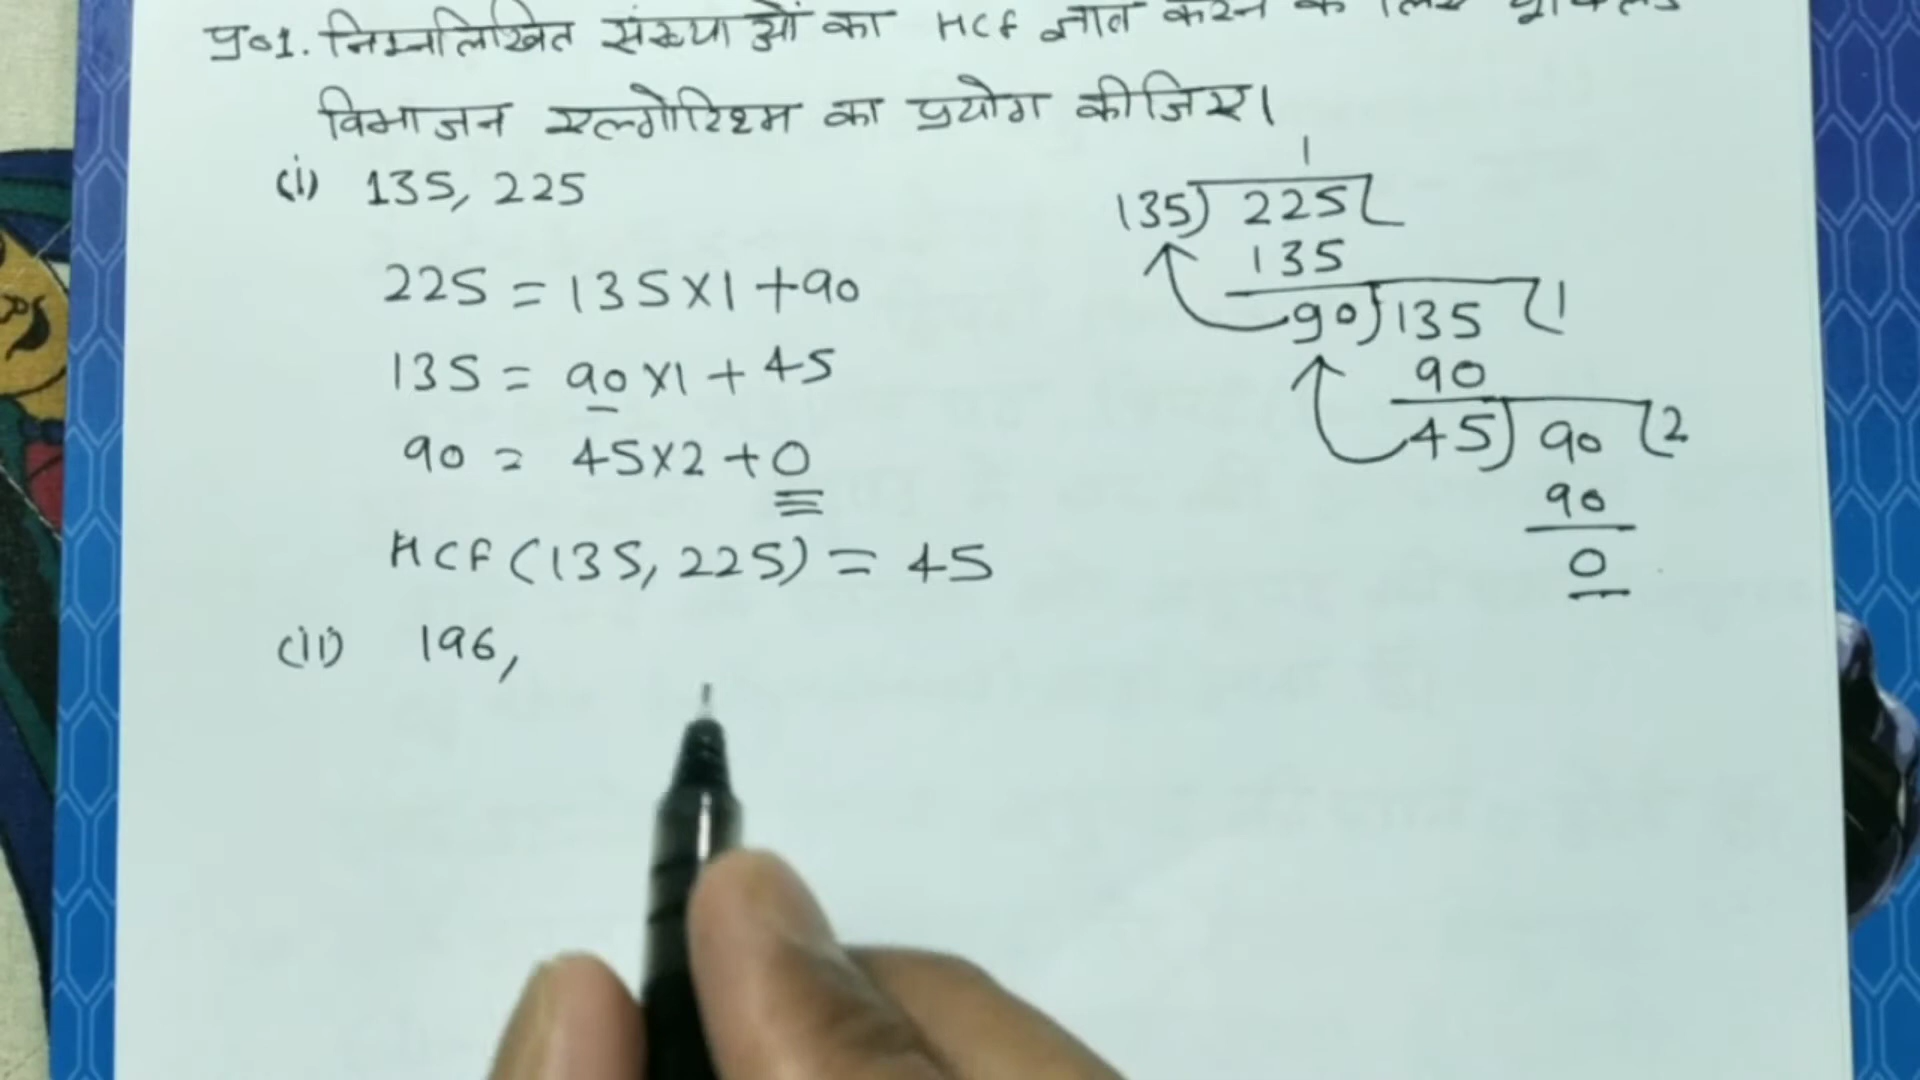 प्र०1. निम्नलिखित संख्याओं का HCF ज्ञात करने के लिए
विभाजन एल्गोरिथ्म का प्रयोग कीजिए।
(i) 135, 225
225 = 135×1+90
135 = 90×1+45
90 = 45×2+0
HCF(135, 225) = 45
(ii) 196,
1
135) 225
135
90) 135 1
90
45) 90 2
90
0